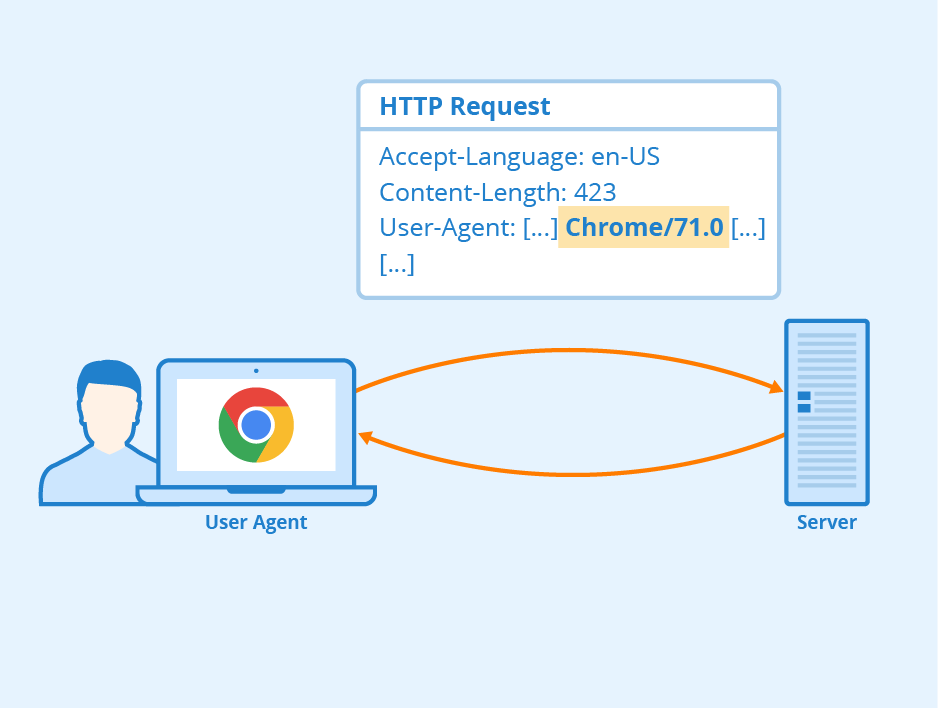 HTTP Request
Accept-Language: en-US
Content-Length: 423
User-Agent: [...] Chrome/71.0 [...]
[...]
User Agent
Server